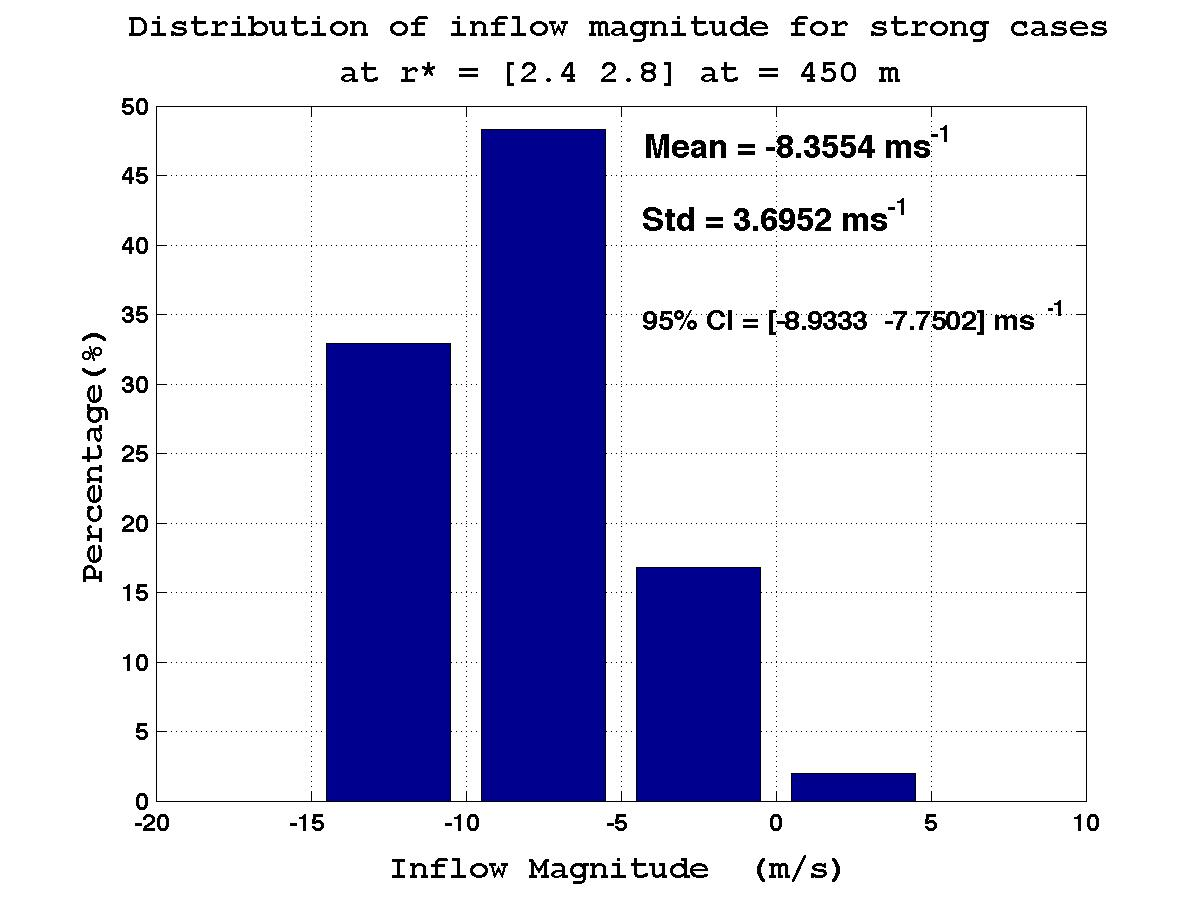 Distribution of inflow magnitude for strong cases
at r* = [2.4 2.8] at = 450 m
50
Mean = -8.3554 ms-1
45
Std = 3.6952 ms-1
40
35
95% CI = [-8.9333 -7.7502] ms -1
30
25
20
15
10
5
0
Percentage(%)
-20 -15 -10 -5 0 5 10
Inflow Magnitude (m/s)